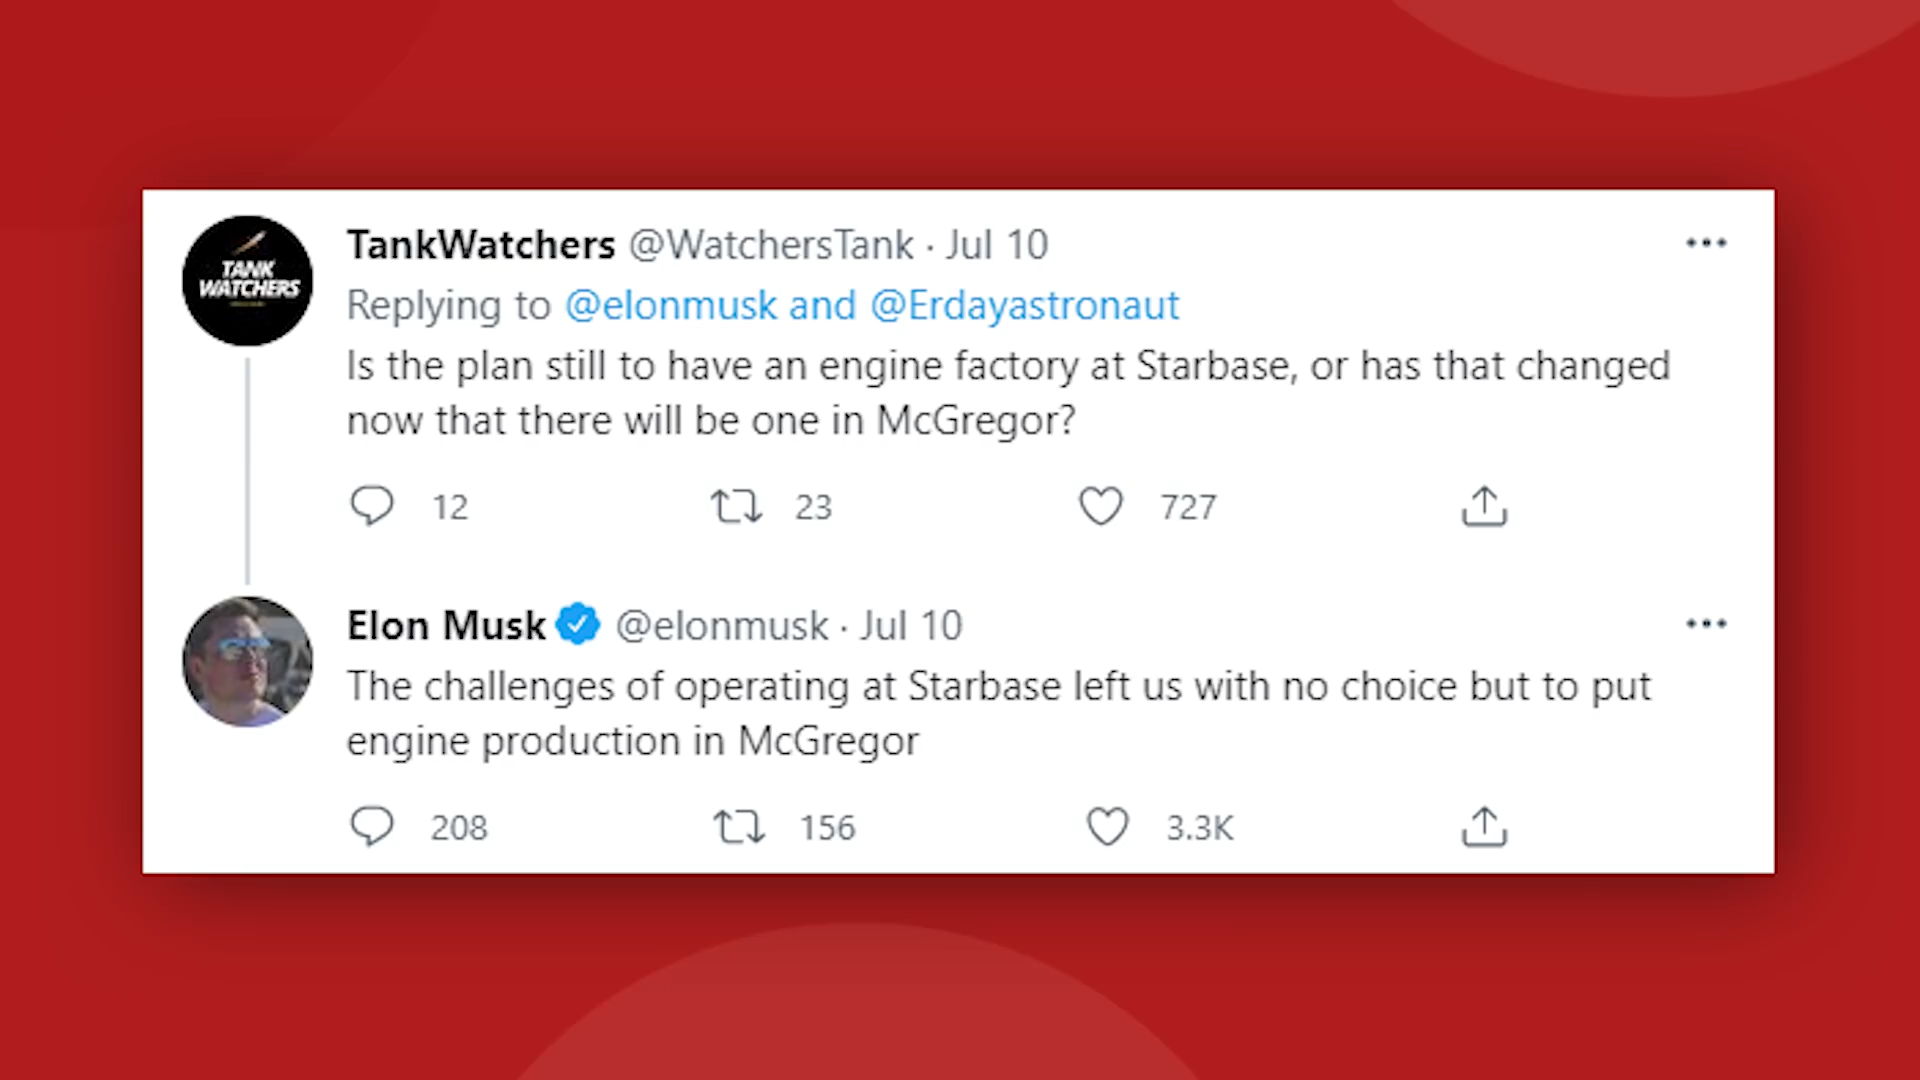 TankWatchers @WatchersTank · Jul 10
TANK
WATCHERS
Replying to @elonmusk and @Erdayastronaut
Is the plan still to have an engine factory at Starbase, or has that changed
now that there will be one in McGregor?
12 23 727
Elon Musk @elonmusk · Jul 10
The challenges of operating at Starbase left us with no choice but to put
engine production in McGregor
208 156 3.3K